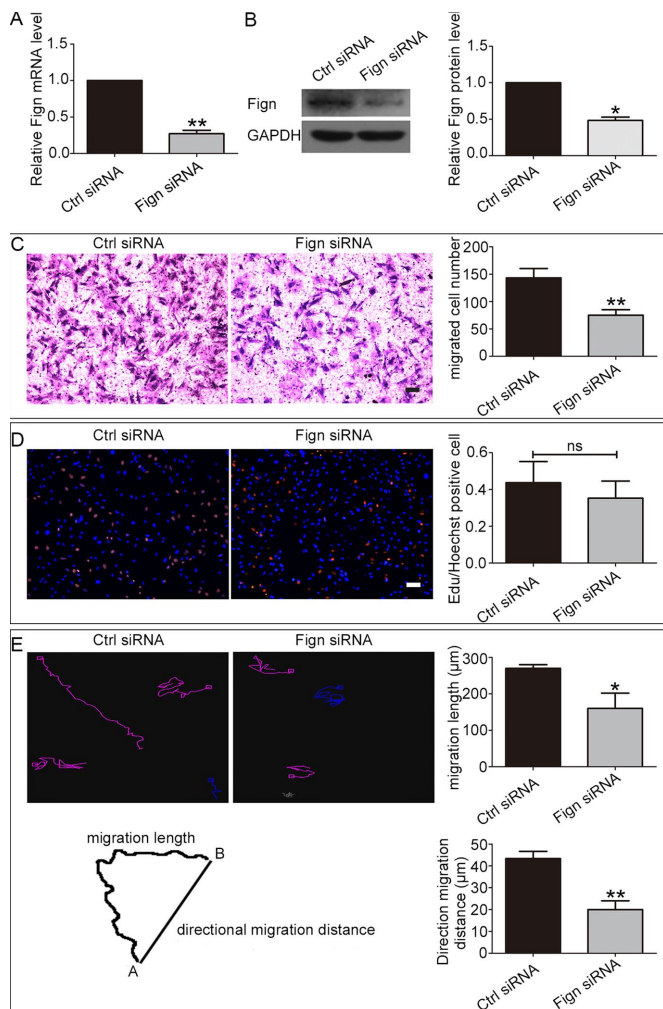 A
Relative Fign mRNA level
1.5
1.0
0.5
0.0
**
Ctrl siRNA
Fign siRNA
B
Ctrl siRNA
Fign siRNA
Fign
GAPDH
Relative Fign protein level
1.5
1.0
0.5
0.0
*
Ctrl siRNA
Fign siRNA
C
Ctrl siRNA
Fign siRNA
migrated cell number
200
150
100
50
0
**
Ctrl siRNA
Fign siRNA
D
Ctrl siRNA
Fign siRNA
Edu/Hoechst positive cell
0.6
0.4
0.2
0.0
ns
Ctrl siRNA
Fign siRNA
E
Ctrl siRNA
Fign siRNA
migration length (μm)
300
200
100
0
*
Ctrl siRNA
Fign siRNA
migration length
B
directional migration distance
A
Direction migration
distance (μm)
50
40
30
20
10
0
**
Ctrl siRNA
Fign siRNA